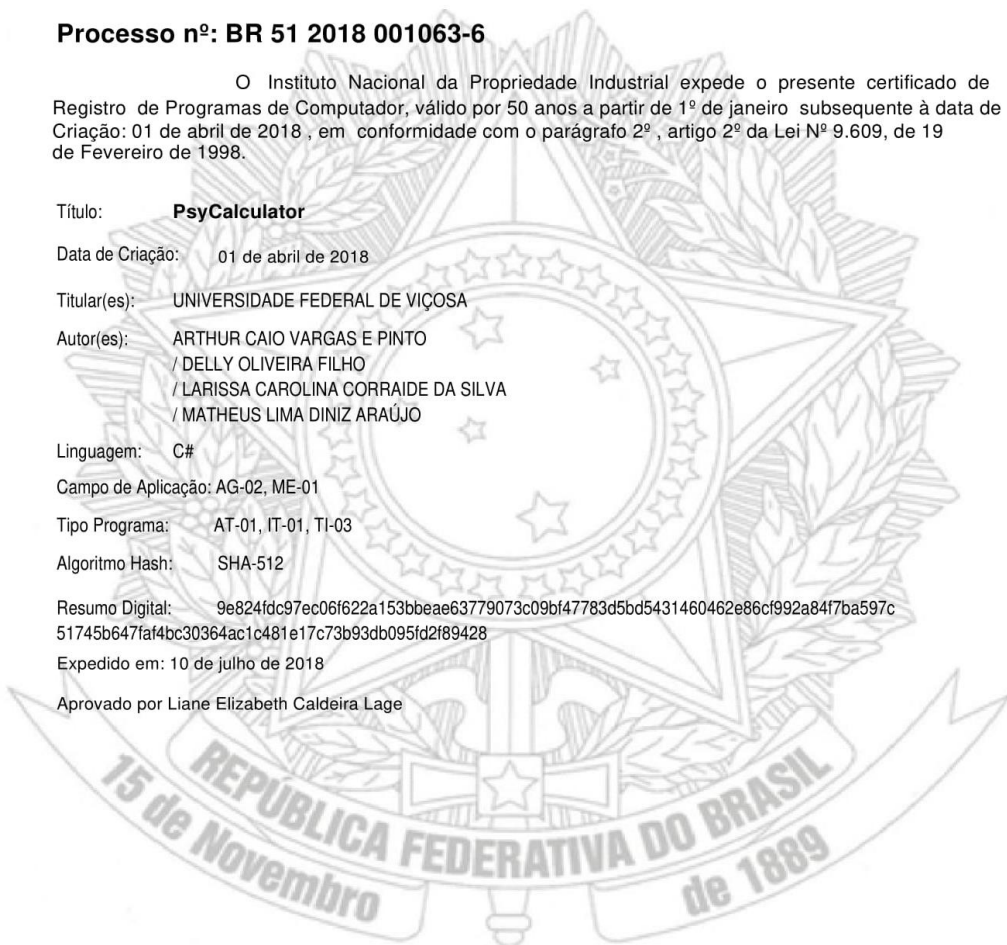 Processo nº: BR 51 2018 001063-6
O Instituto Nacional da Propriedade Industrial expede o presente certificado de
Registro de Programas de Computador, válido por 50 anos a partir de 1º de janeiro subsequente à data de
Criação: 01 de abril de 2018 , em conformidade com o parágrafo 2º , artigo 2º da Lei Nº 9.609, de 19
de Fevereiro de 1998.
Título: PsyCalculator
Data de Criação: 01 de abril de 2018
Titular(es): UNIVERSIDADE FEDERAL DE VIÇOSA
Autor(es): ARTHUR CAIO VARGAS E PINTO
/ DELLY OLIVEIRA FILHO
/ LARISSA CAROLINA CORRAIDE DA SILVA
/ MATHEUS LIMA DINIZ ARAÚJO
Linguagem: C#
Campo de Aplicação: AG-02, ME-01
Tipo Programa: AT-01, IT-01, TI-03
Algoritmo Hash: SHA-512
Resumo Digital: 9e824fdc97ec06f622a153bbeae63779073c09bf47783d5bd5431460462e86cf992a84f7ba597c
51745b647faf4bc30364ac1c481e17c73b93db095fd2f89428
Expedido em: 10 de julho de 2018
Aprovado por Liane Elizabeth Caldeira Lage
REPUBLICA FEDERATIVA DO BRASIL
15 de Novembro de 1889